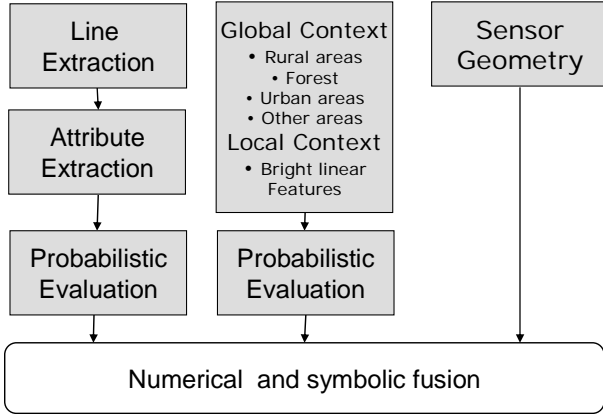 Line
Extraction
Attribute
Extraction
Probabilistic
Evaluation
Global Context
• Rural areas
• Forest
• Urban areas
• Other areas
Local Context
• Bright linear
Features
Probabilistic
Evaluation
Sensor
Geometry
Numerical and symbolic fusion